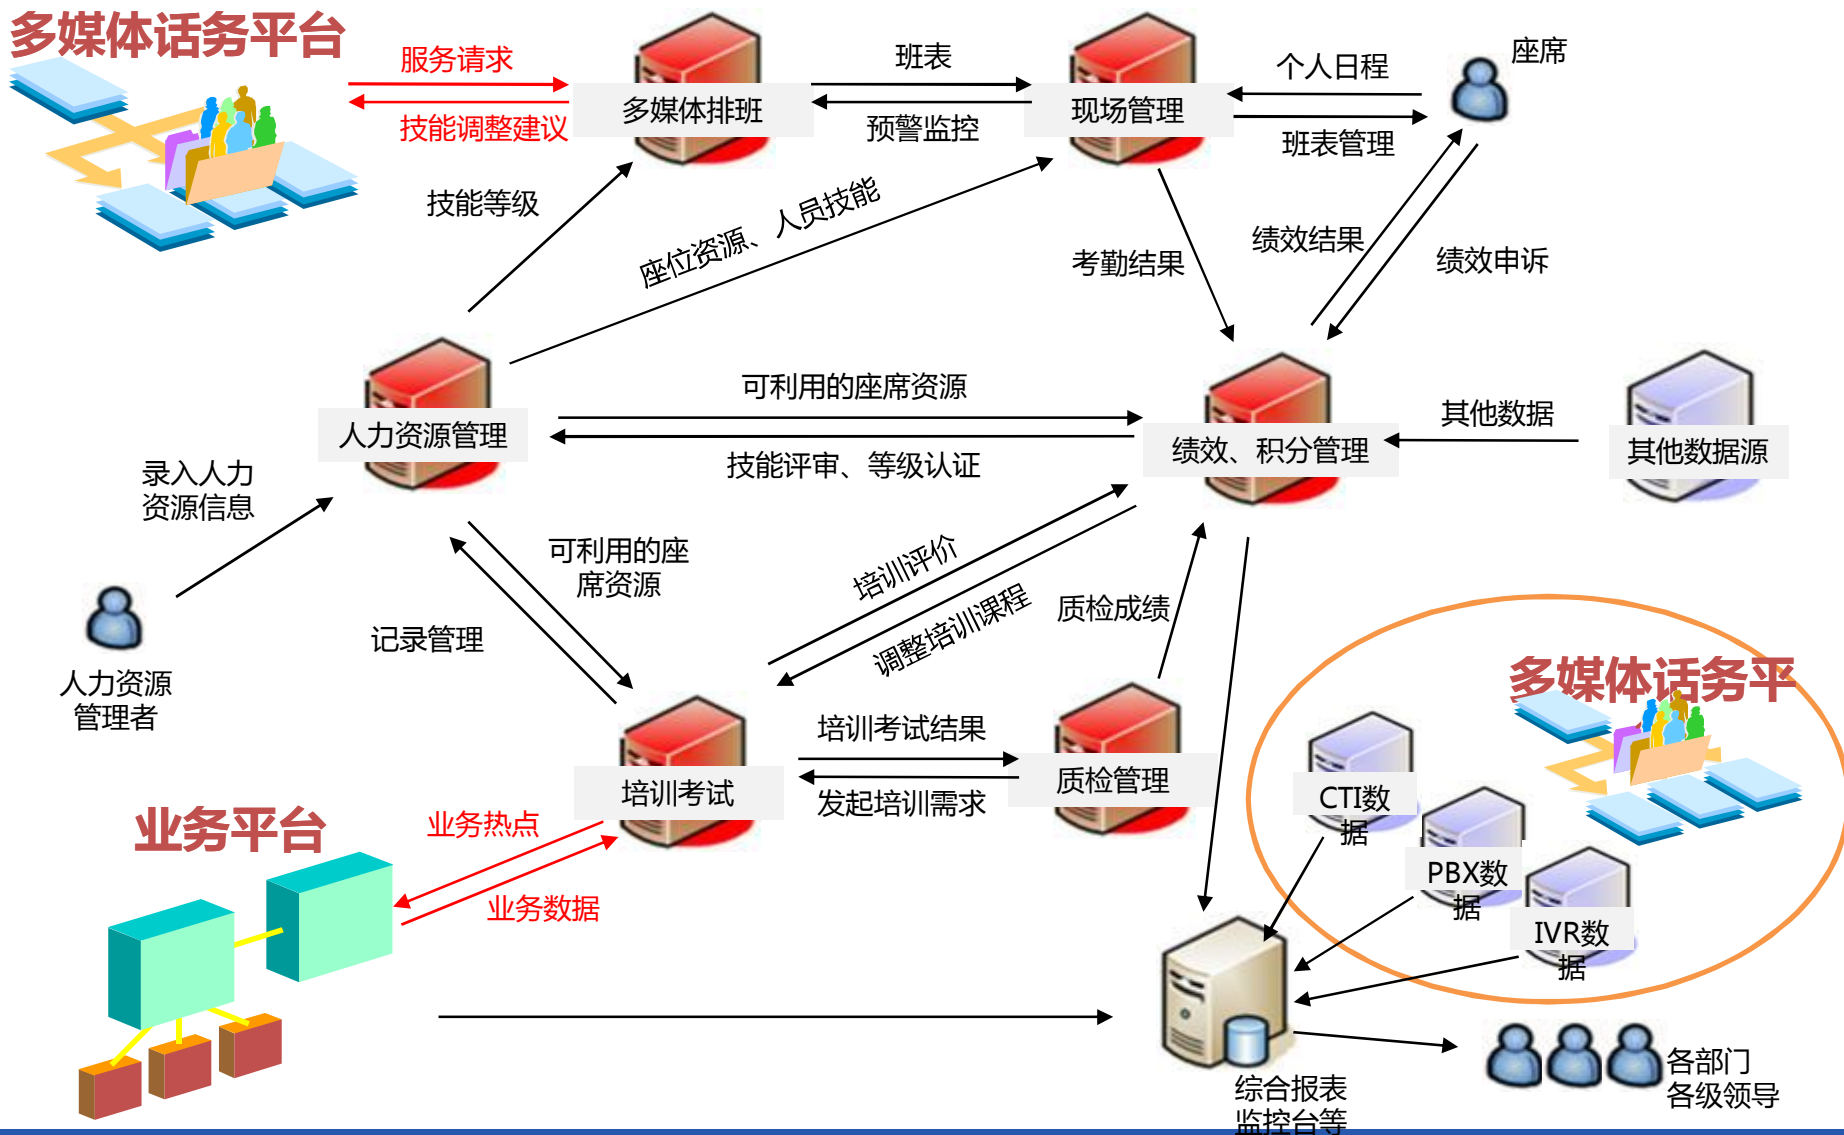 多媒体话务平台
服务请求
技能调整建议
多媒体排班
班表
预警监控
现场管理
个人日程
班表管理
座席
技能等级
座位资源、人员技能
考勤结果
绩效结果
绩效申诉
人力资源管理
可利用的座席资源
技能评审、等级认证
绩效、积分管理
其他数据
其他数据源
录入人力
资源信息
人力资源
管理者
可利用的座
席资源
记录管理
培训评价
调整培训课程
质检成绩
培训考试
培训考试结果
发起培训需求
质检管理
多媒体话务平
CTI数
据
PBX数
据
IVR数
据
业务平台
业务热点
业务数据
综合报表
监控台等
各部门
各级领导